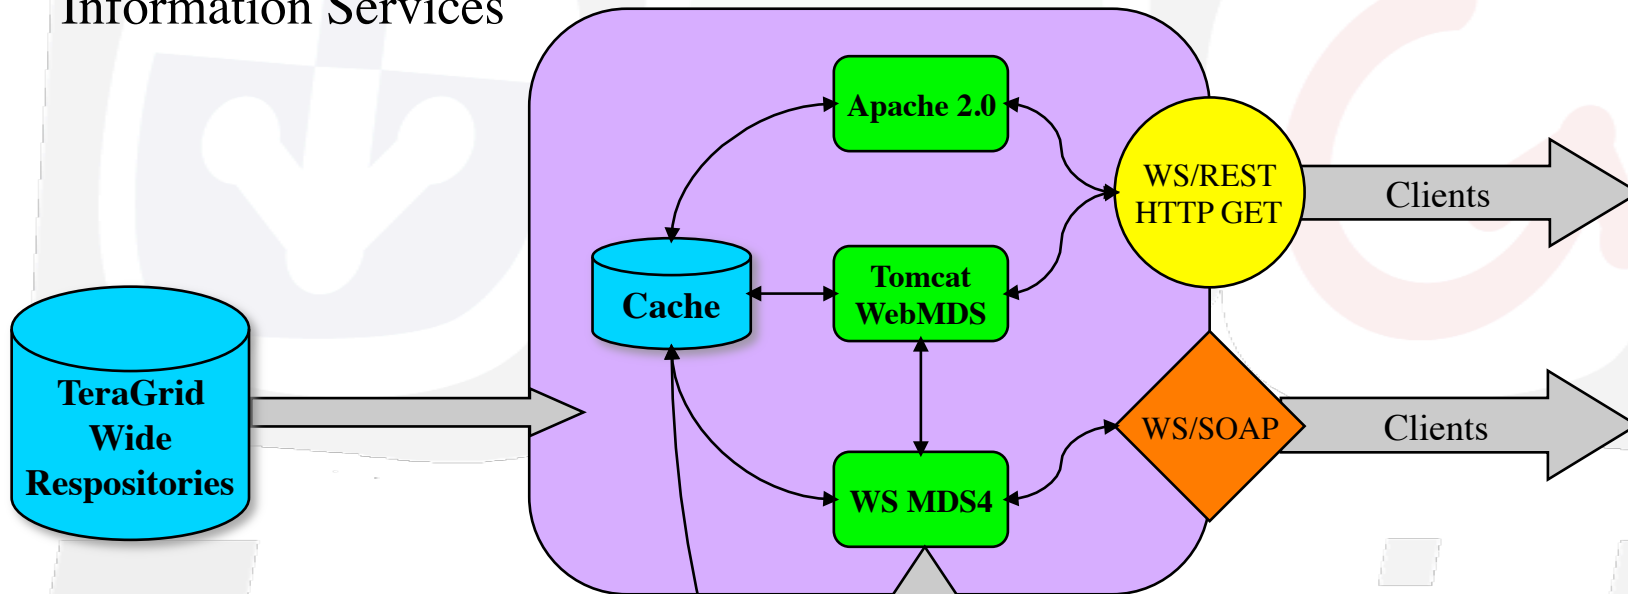 Information Services
Apache 2.0
WS/REST
HTTP GET
Clients
Tomcat
WebMDS
Cache
TeraGrid
Wide
Respositories
WS/SOAP
Clients
WS MDS4